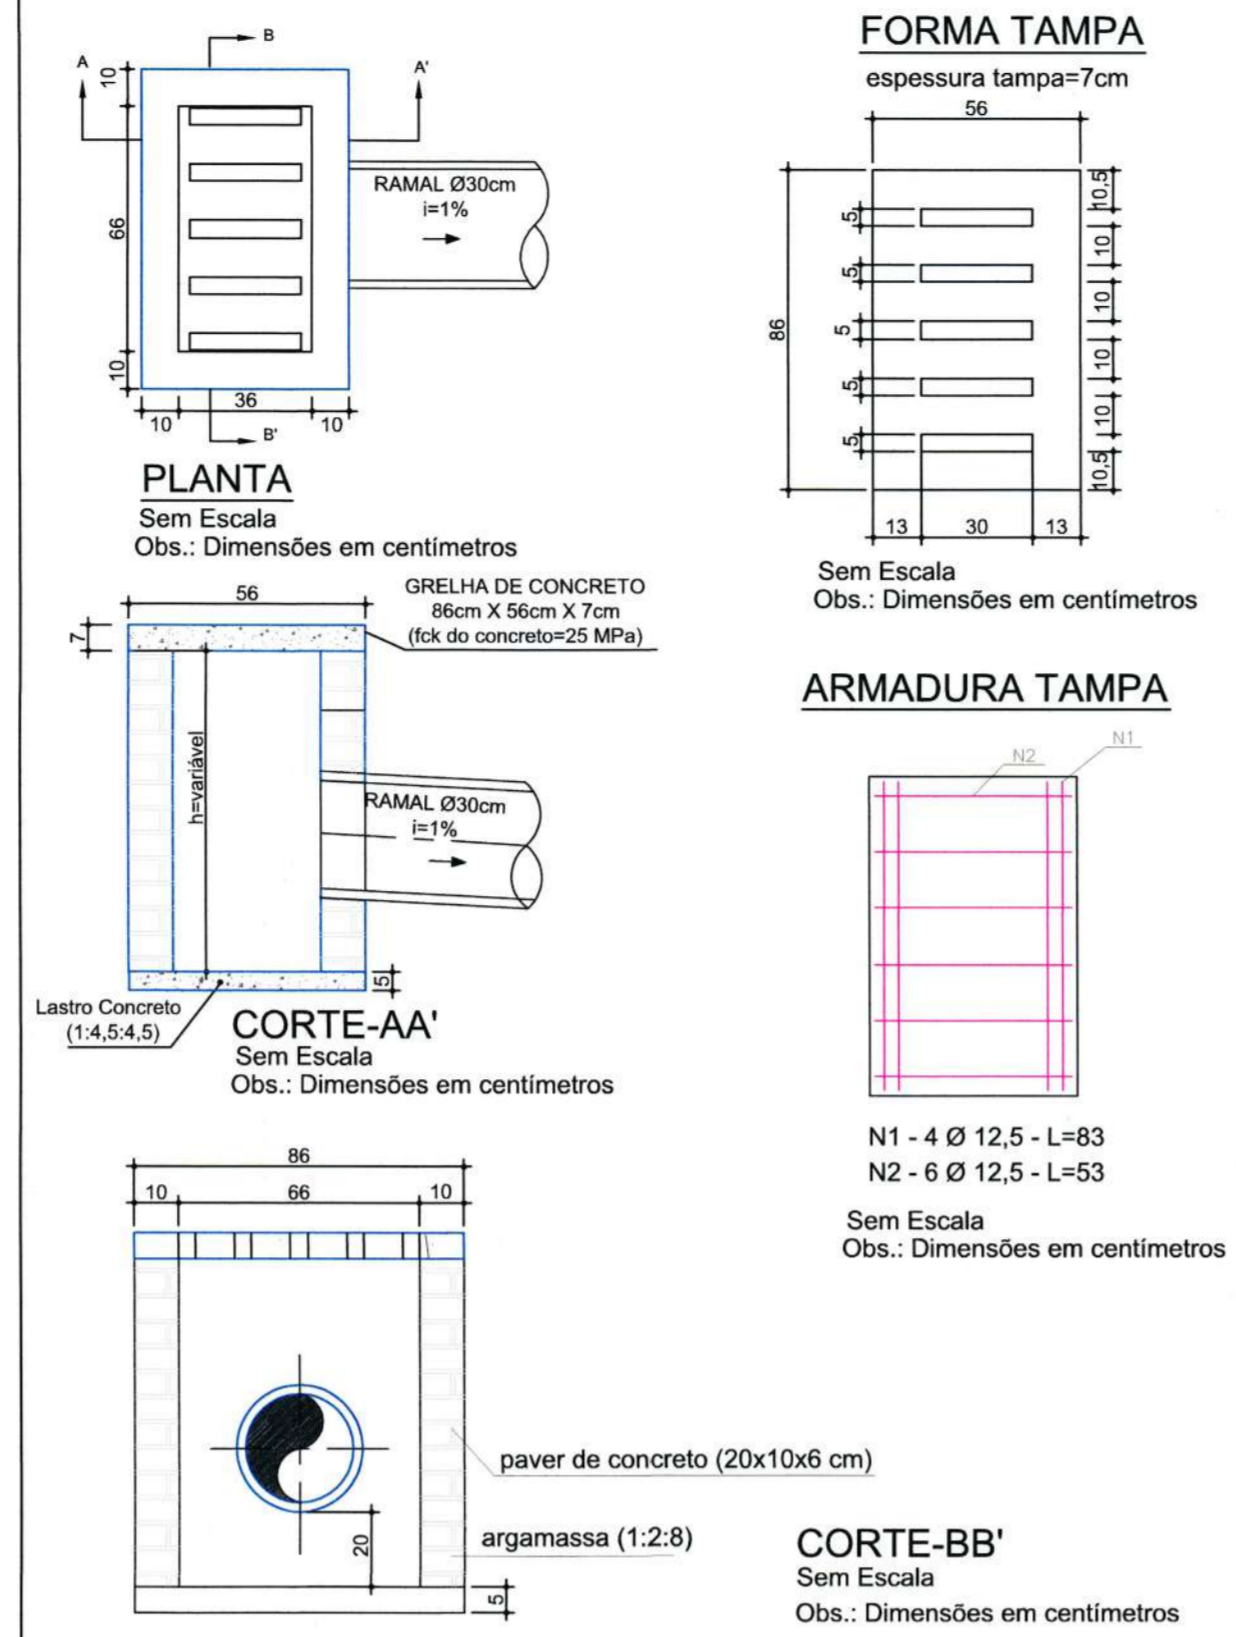 B
A
A'
10
66
10
RAMAL Ø30cm
i=1%
36
10
10
B'
PLANTA
Sem Escala
Obs.: Dimensões em centímetros
FORMA TAMPA
espessura tampa=7cm
56
86
5
5
5
5
5
10,5
10
10
10
10
10,5
13
30
13
Sem Escala
Obs.: Dimensões em centímetros
56
7
GRELHA DE CONCRETO
86cm X 56cm X 7cm
(fck do concreto=25 MPa)
h=variável
RAMAL Ø30cm
i=1%
5
Lastro Concreto
(1:4,5:4,5)
CORTE-AA'
Sem Escala
Obs.: Dimensões em centímetros
ARMADURA TAMPA
N1
N2
N1 - 4 Ø 12,5 - L=83
N2 - 6 Ø 12,5 - L=53
Sem Escala
Obs.: Dimensões em centímetros
86
10
66
10
paver de concreto (20x10x6 cm)
argamassa (1:2:8)
20
5
CORTE-BB'
Sem Escala
Obs.: Dimensões em centímetros